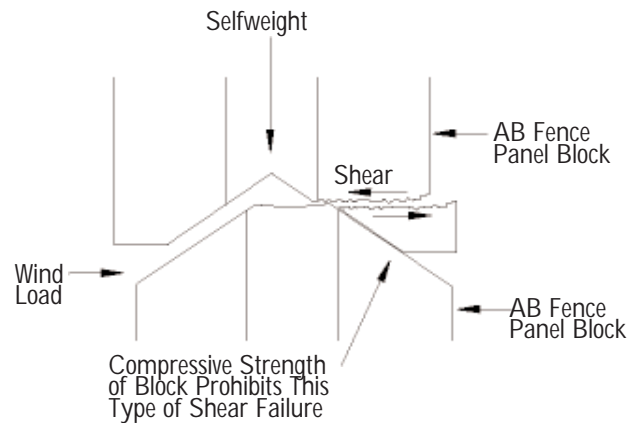 Selfweight
AB Fence
Panel Block
Shear
Wind
Load
AB Fence
Panel Block
Compressive Strength
of Block Prohibits This
Type of Shear Failure